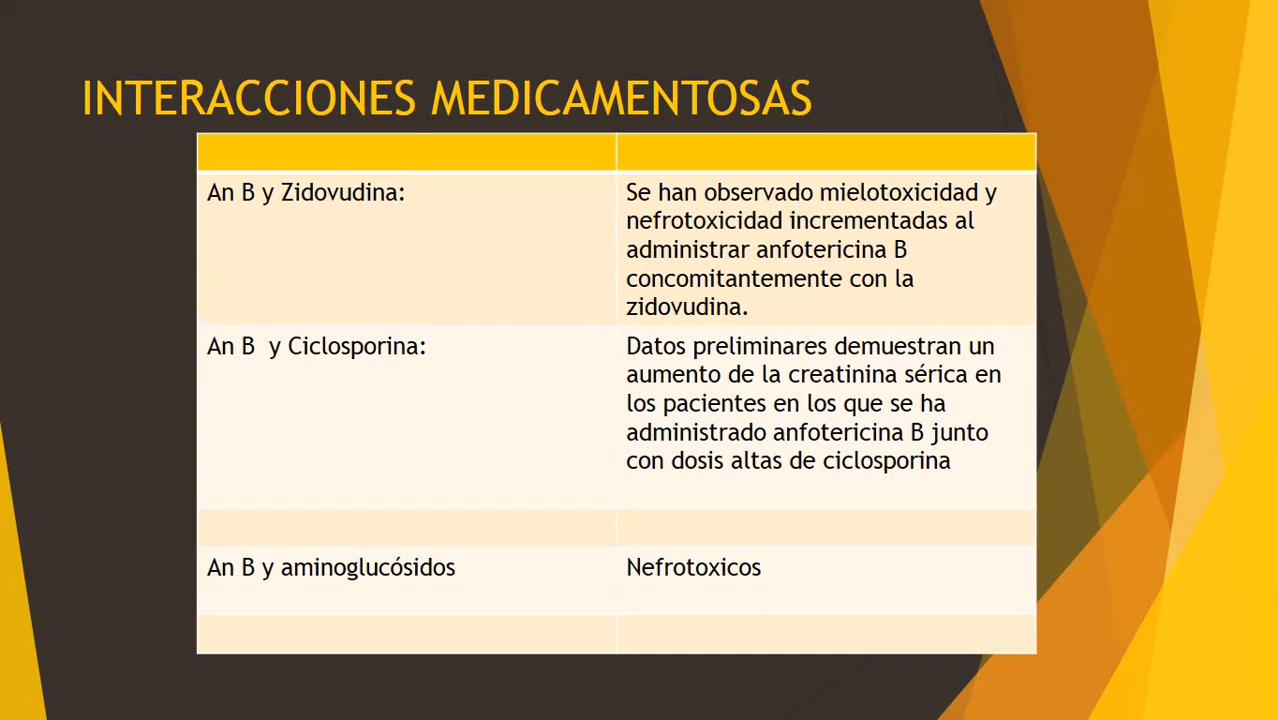 INTERACCIONES MEDICAMENTOSAS
An B y Zidovudina:
Se han observado mielotoxicidad y
nefrotoxicidad incrementadas al
administrar anfotericina B
concomitantemente con la
zidovudina.
An B  y Ciclosporina:
Datos preliminares demuestran un
aumento de la creatinina sérica en
los pacientes en los que se ha
administrado anfotericina B junto
con dosis altas de ciclosporina
An B y aminoglucósidos
Nefrotoxicos